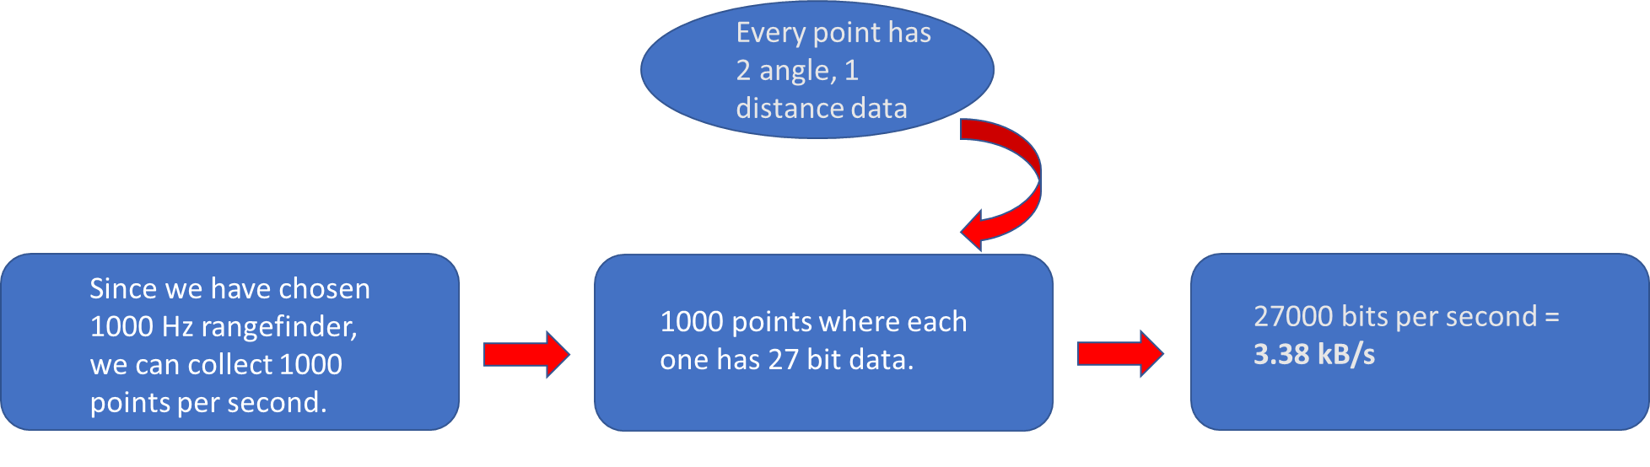 Every point has
2 angle, 1
distance data
Since we have chosen
1000 Hz rangefinder,
we can collect 1000
points per second.
1000 points where each
one has 27 bit data.
27000 bits per second =
3.38 kB/s